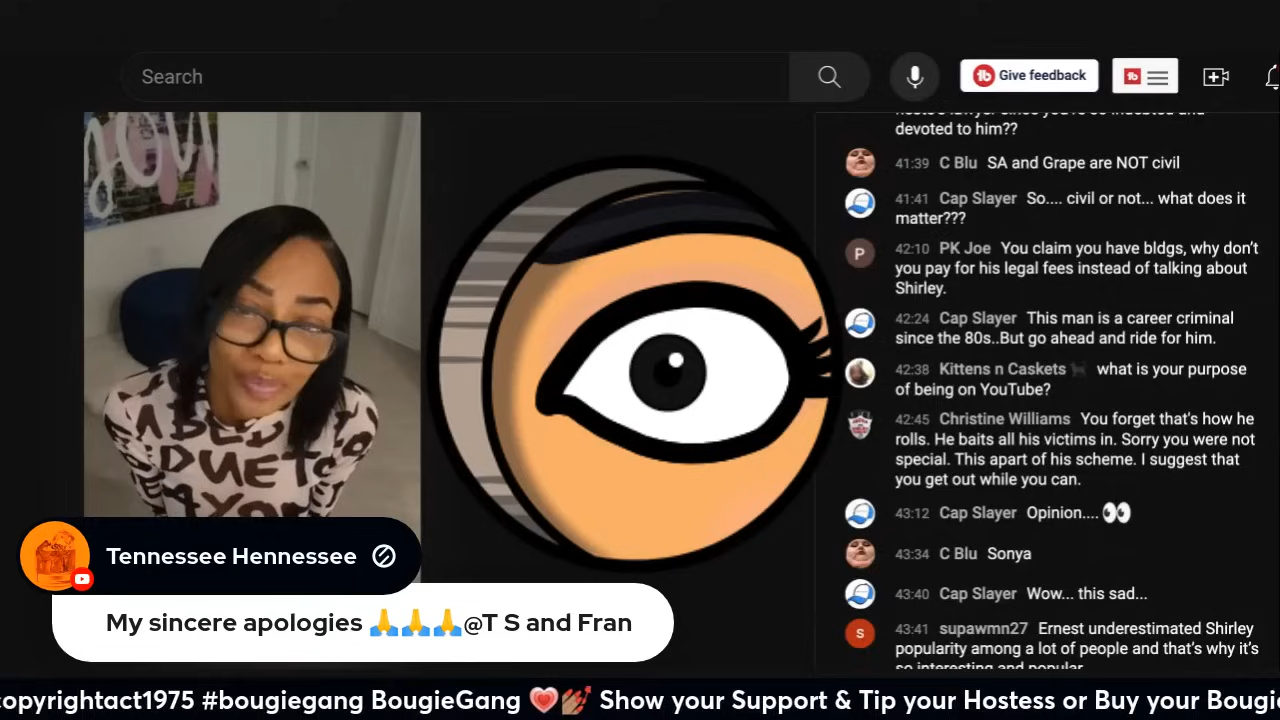 Search
Give feedback
devoted to him??
41:39 C Blu SA and Grape are NOT civil
41:41 Cap Slayer So.... civil or not... what does it
matter???
P
42:10 PK Joe You claim you have bldgs, why don't
you pay for his legal fees instead of talking about
Shirley.
42:24 Cap Slayer This man is a career criminal
since the 80s..But go ahead and ride for him.
42:38 Kittens n Caskets 🐈‍⬛ what is your purpose
of being on YouTube?
42:45 Christine Williams You forget that's how he
rolls. He baits all his victims in. Sorry you were not
special. This apart of his scheme. I suggest that
you get out while you can.
43:12 Cap Slayer Opinion.... 👀
43:34 C Blu Sonya
43:40 Cap Slayer Wow... this sad...
S
43:41 supawmn27 Ernest underestimated Shirley
popularity among a lot of people and that's why it's
so interesting and popular
you
Tennessee Hennessee
My sincere apologies 🙏🙏🙏@T S and Fran
copyrightact1975 #bougiegang BougieGang 💗💅🏾 Show your Support & Tip your Hostess or Buy your Bougi